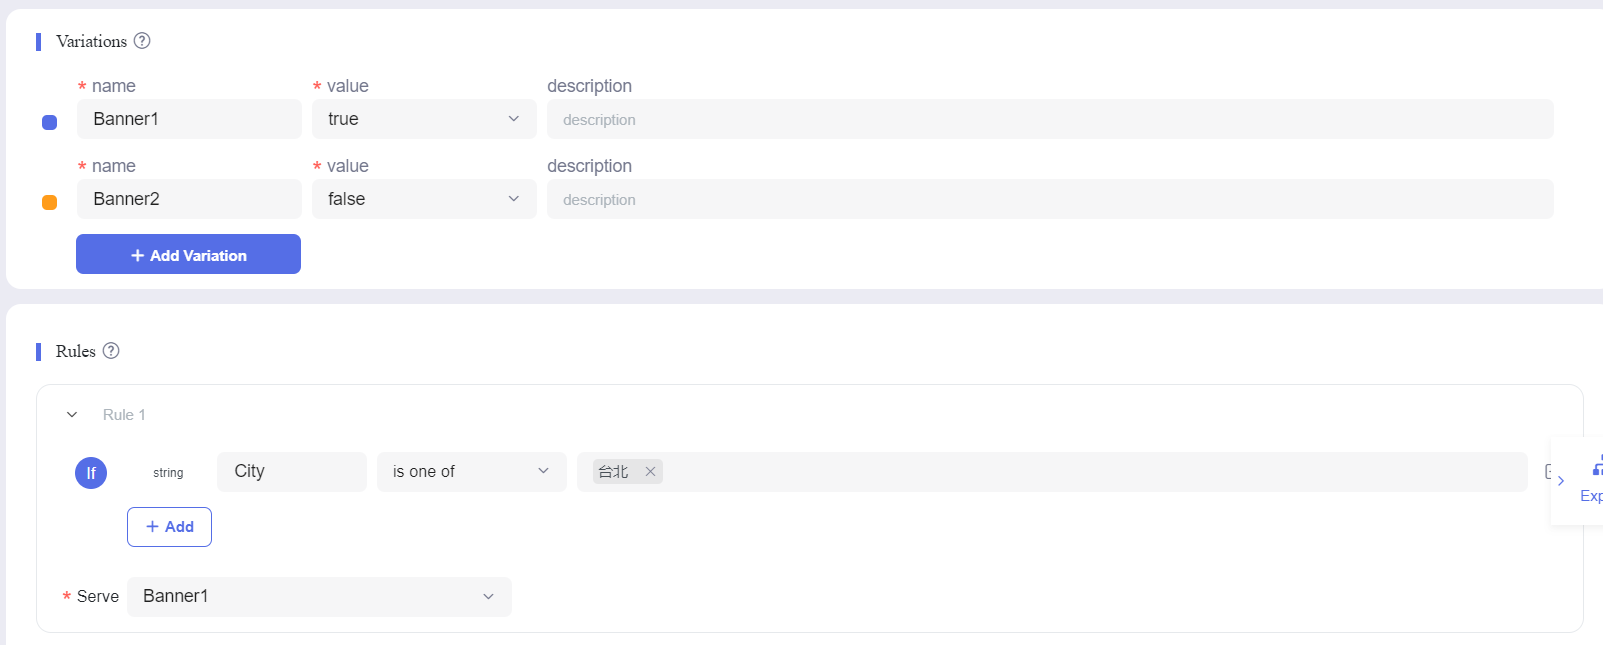 Variations ?
* name * value description
Banner1 true description
* name * value description
Banner2 false description
+ Add Variation
Rules ?
Rule 1
If string City is one of 台北 ×
+ Add
* Serve Banner1
Exp